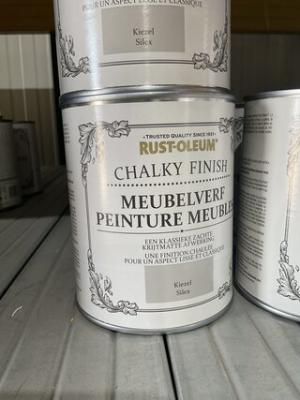 POUR UN ASPECT LISSE ET CLASSIQUE
Kiezel
Silex
• TRUSTED QUALITY SINCE 1921 •
RUST-OLEUM
CHALKY FINISH
MEUBELVERF
PEINTURE MEUBLES
EEN KLASSIEKE ZACHTE
KRIJTMATTE AFWERKING
UNE FINITION CHAULÉE
POUR UN ASPECT LISSE ET CLASSIQUE
Kiezel
Silex